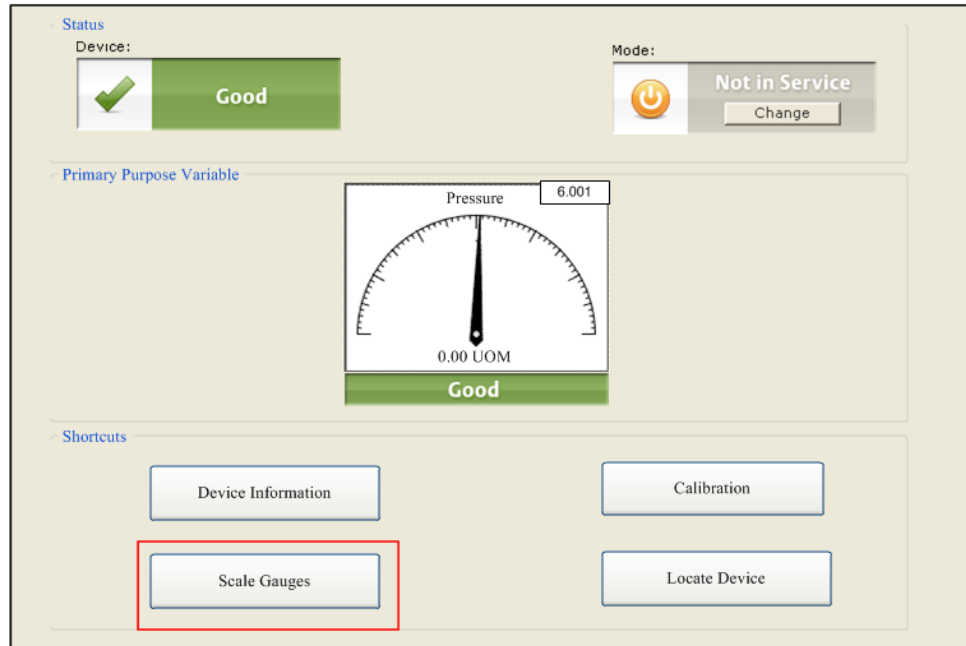 Status
Device:
Good
Mode:
Not in Service
Change
Primary Purpose Variable
Pressure
6.001
0.00 UOM
Good
Shortcuts
Device Information
Calibration
Scale Gauges
Locate Device